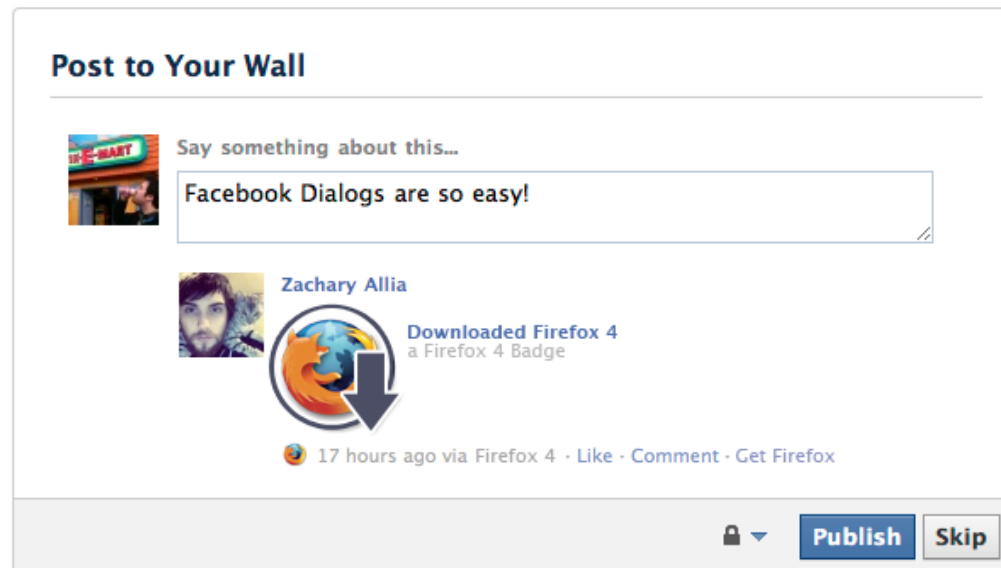 Post to Your Wall
Say something about this...
Facebook Dialogs are so easy!
Zachary Allia
Downloaded Firefox 4
a Firefox 4 Badge
17 hours ago via Firefox 4 · Like · Comment · Get Firefox
Publish Skip